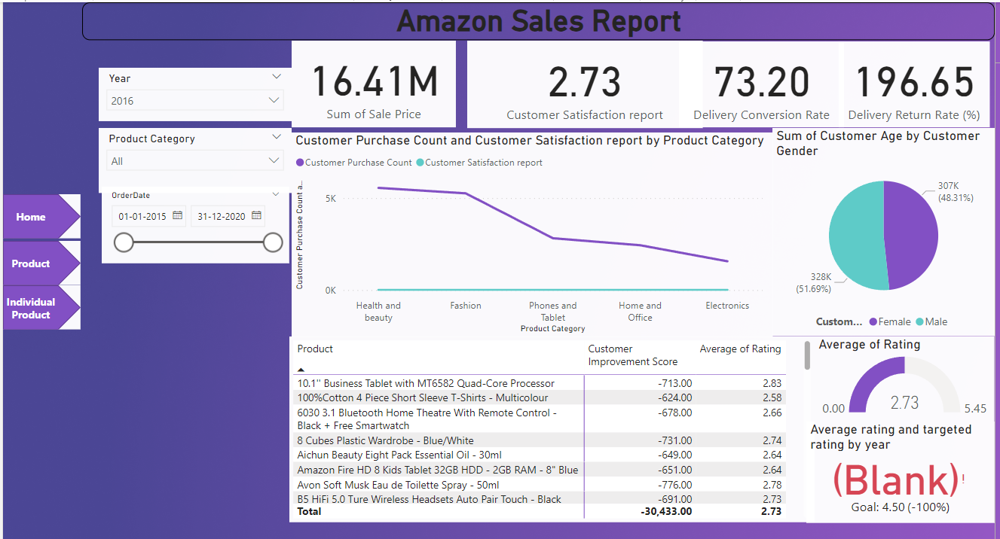 Amazon Sales Report
Year
2016
Product Category
All
OrderDate
01-01-2015
31-12-2020
Home
Product
Individual
Product
16.41M
Sum of Sale Price
2.73
Customer Satisfaction report
73.20
Delivery Conversion Rate
196.65
Delivery Return Rate (%)
Customer Purchase Count and Customer Satisfaction report by Product Category
Customer Purchase Count Customer Satisfaction report
Customer Purchase Count a...
5K
0K
Health and
beauty
Fashion
Phones and
Tablet
Home and
Office
Electronics
Product Category
Sum of Customer Age by Customer
Gender
307K
(48.31%)
328K
(51.69%)
Custom... Female Male
Product Customer
Improvement Score Average of Rating
10.1" Business Tablet with MT6582 Quad-Core Processor -713.00 2.83
100%Cotton 4 Piece Short Sleeve T-Shirts - Multicolour -624.00 2.58
6030 3.1 Bluetooth Home Theatre With Remote Control - -678.00 2.66
Black + Free Smartwatch
8 Cubes Plastic Wardrobe - Blue/White -731.00 2.74
Aichun Beauty Eight Pack Essential Oil - 30ml -649.00 2.64
Amazon Fire HD 8 Kids Tablet 32GB HDD - 2GB RAM - 8" Blue -651.00 2.64
Avon Soft Musk Eau de Toilette Spray - 50ml -776.00 2.78
B5 HiFi 5.0 Ture Wireless Headsets Auto Pair Touch - Black -691.00 2.73
Total -30,433.00 2.73
Average of Rating
2.73
0.00 5.45
Average rating and targeted
rating by year
(Blank)!
Goal: 4.50 (-100%)